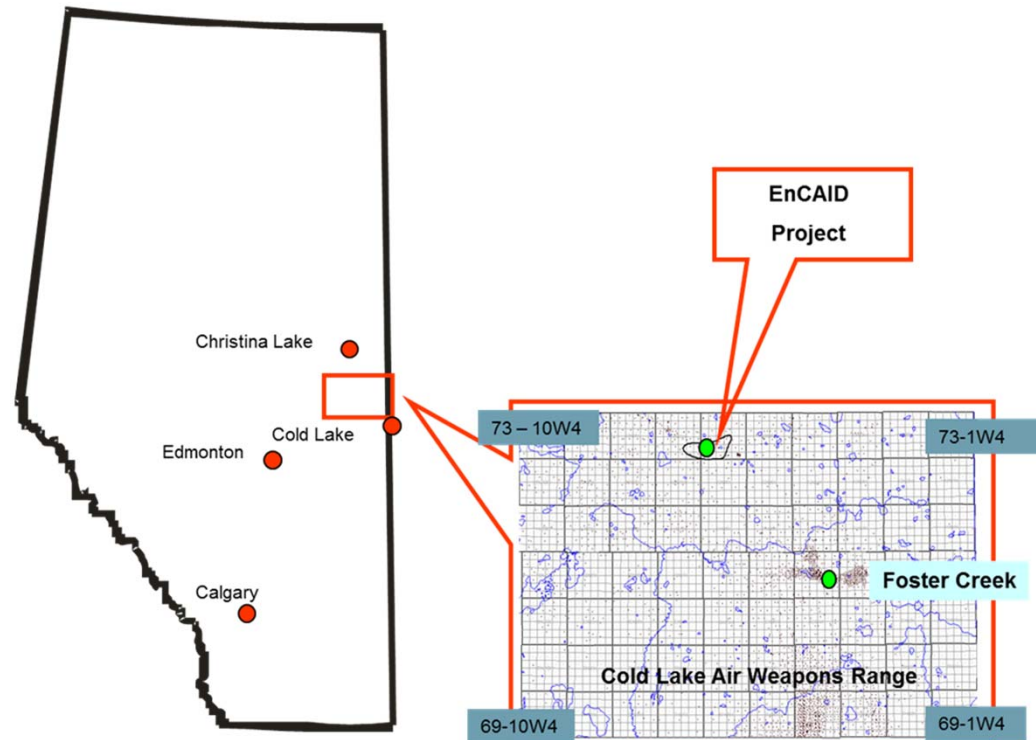 EnCAID
Project
Christina Lake
Cold Lake
Edmonton
Calgary
73 – 10W4
73-1W4
Foster Creek
Cold Lake Air Weapons Range
69-10W4
69-1W4